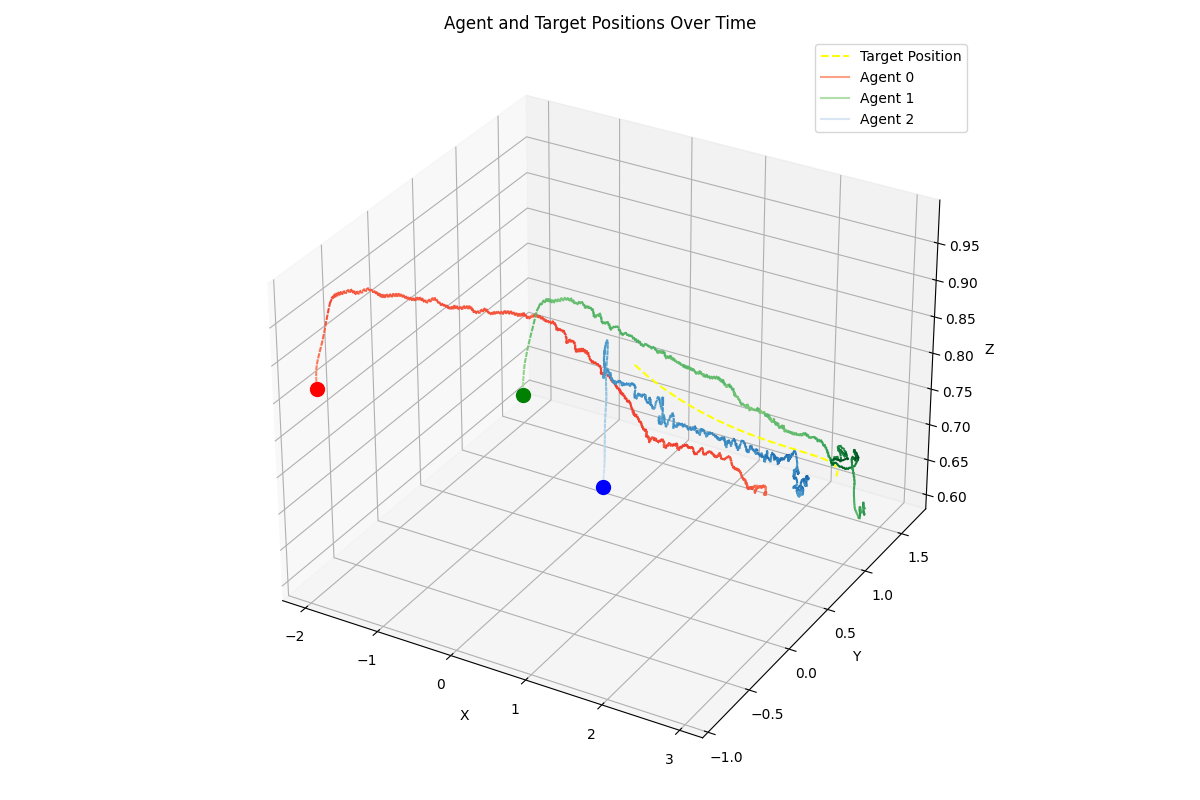 Agent and Target Positions Over Time
Target Position
Agent 0
Agent 1
Agent 2
0.95
0.90
0.85
0.80
Z
0.75
0.70
0.65
0.60
1.5
1.0
0.5
Y
0.0
−0.5
−1.0
−2
−1
0
X
1
2
3